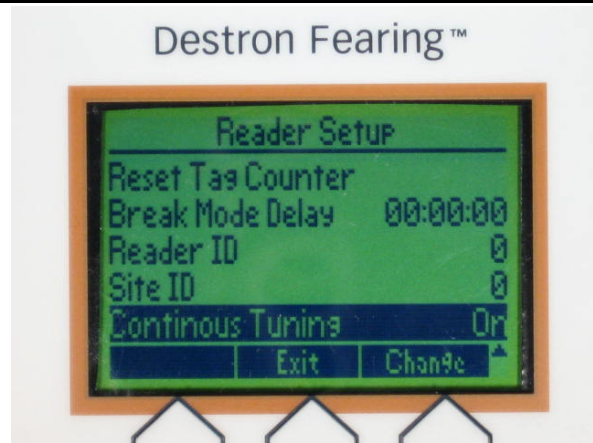 Destron Fearing™
Reader Setup
Reset Tag Counter
Break Mode Delay 00:00:00
Reader ID 0
Site ID 0
Continous Tuning On
Exit Change